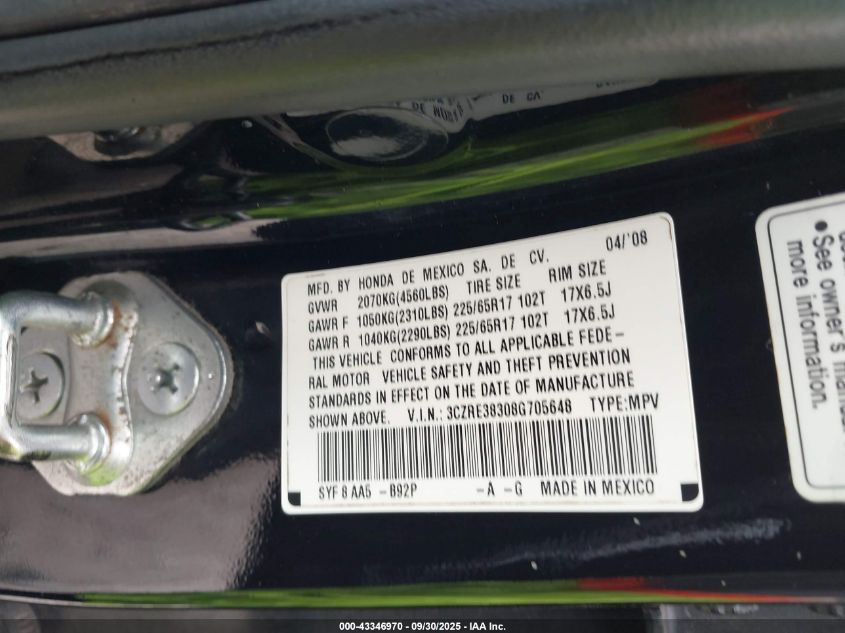 DE CV.
MFD. BY HONDA DE MEXICO SA. DE CV. 04/'08
GVWR 2070KG(4560LBS) TIRE SIZE RIM SIZE
GAWR F 1050KG(2310LBS) 225/65R17 102T 17X6.5J
GAWR R 1040KG(2290LBS) 225/65R17 102T 17X6.5J
THIS VEHICLE CONFORMS TO ALL APPLICABLE FEDE-
RAL MOTOR VEHICLE SAFETY AND THEFT PREVENTION
STANDARDS IN EFFECT ON THE DATE OF MANUFACTURE
SHOWN ABOVE. V.I.N.: 3CZRE38308G705648 TYPE:MPV
SYF 8 AA5 -B92P -A -G MADE IN MEXICO
• See owner's manual
more information.
000-43346970 - 09/30/2025 - IAA Inc.